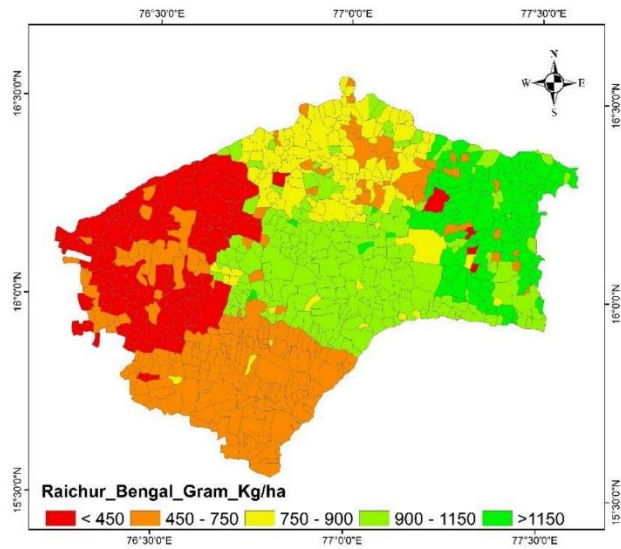 76°30'0"E 77°0'0"E 77°30'0"E
N
W E
S
16°30'0"N 16°30'0"N
16°0'0"N 16°0'0"N
15°30'0"N 15°30'0"N
Raichur_Bengal_Gram_Kg/ha
< 450 450 - 750 750 - 900 900 - 1150 >1150
76°30'0"E 77°0'0"E 77°30'0"E